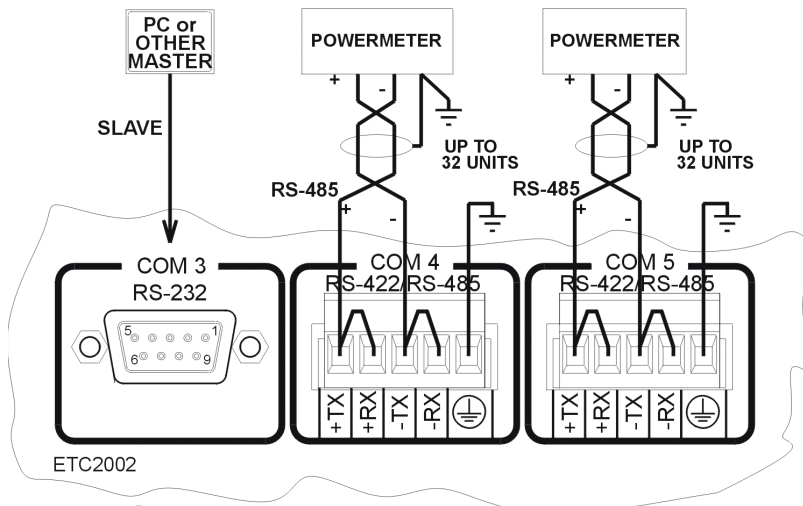 PC or
OTHER
MASTER
SLAVE
POWERMETER
+ -
UP TO
32 UNITS
RS-485
+ -
POWERMETER
+ -
UP TO
32 UNITS
RS-485
+ -
COM 3
RS-232
5 1
6 9
COM 4
RS-422/RS-485
+TX +RX -TX -RX
COM 5
RS-422/RS-485
+TX +RX -TX -RX
ETC2002